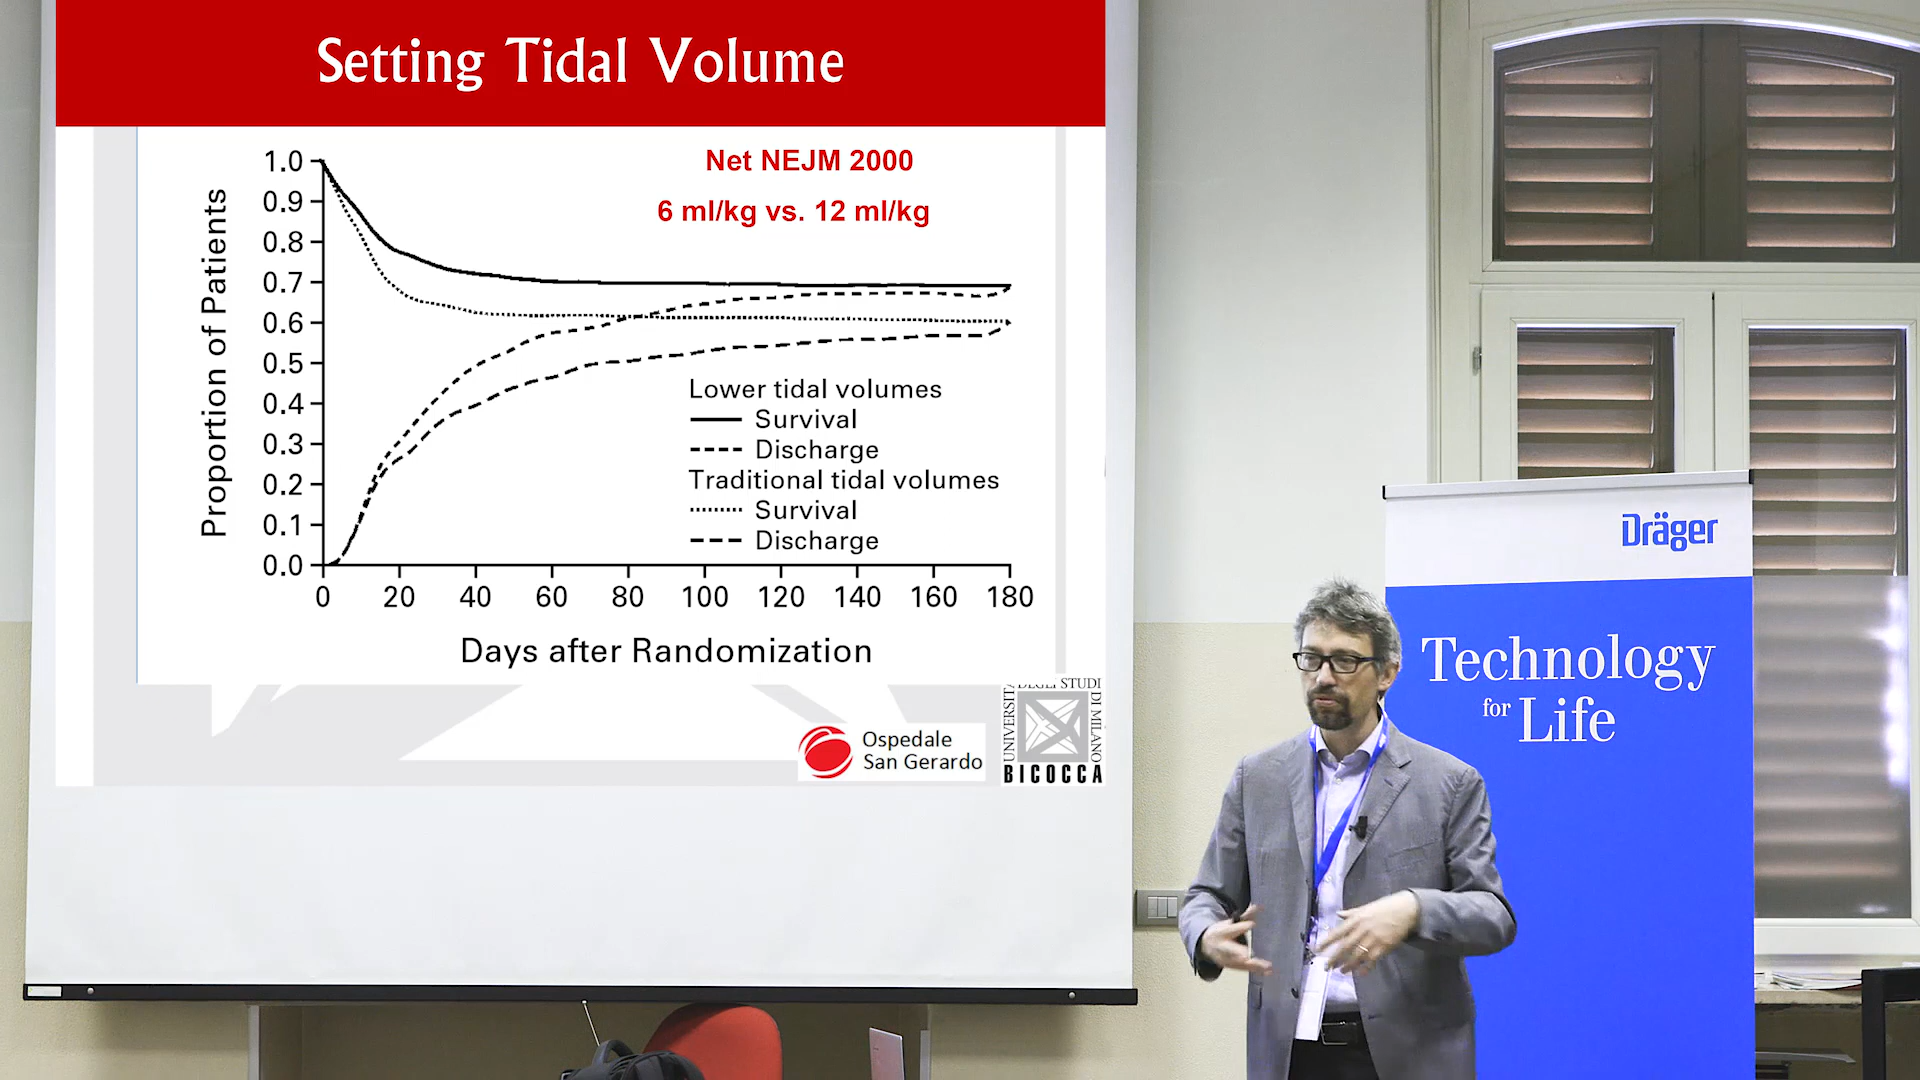 Setting Tidal Volume
Net NEJM 2000
6 ml/kg vs. 12 ml/kg
Proportion of Patients
1.0
0.9
0.8
0.7
0.6
0.5
0.4
0.3
0.2
0.1
0.0
Lower tidal volumes
Survival
Discharge
Traditional tidal volumes
Survival
Discharge
0 20 40 60 80 100 120 140 160 180
Days after Randomization
Ospedale
San Gerardo
UNIVERSITÀ
DEGLI STUDI
DI MILANO
BICOCCA
Dräger
Technology
for Life